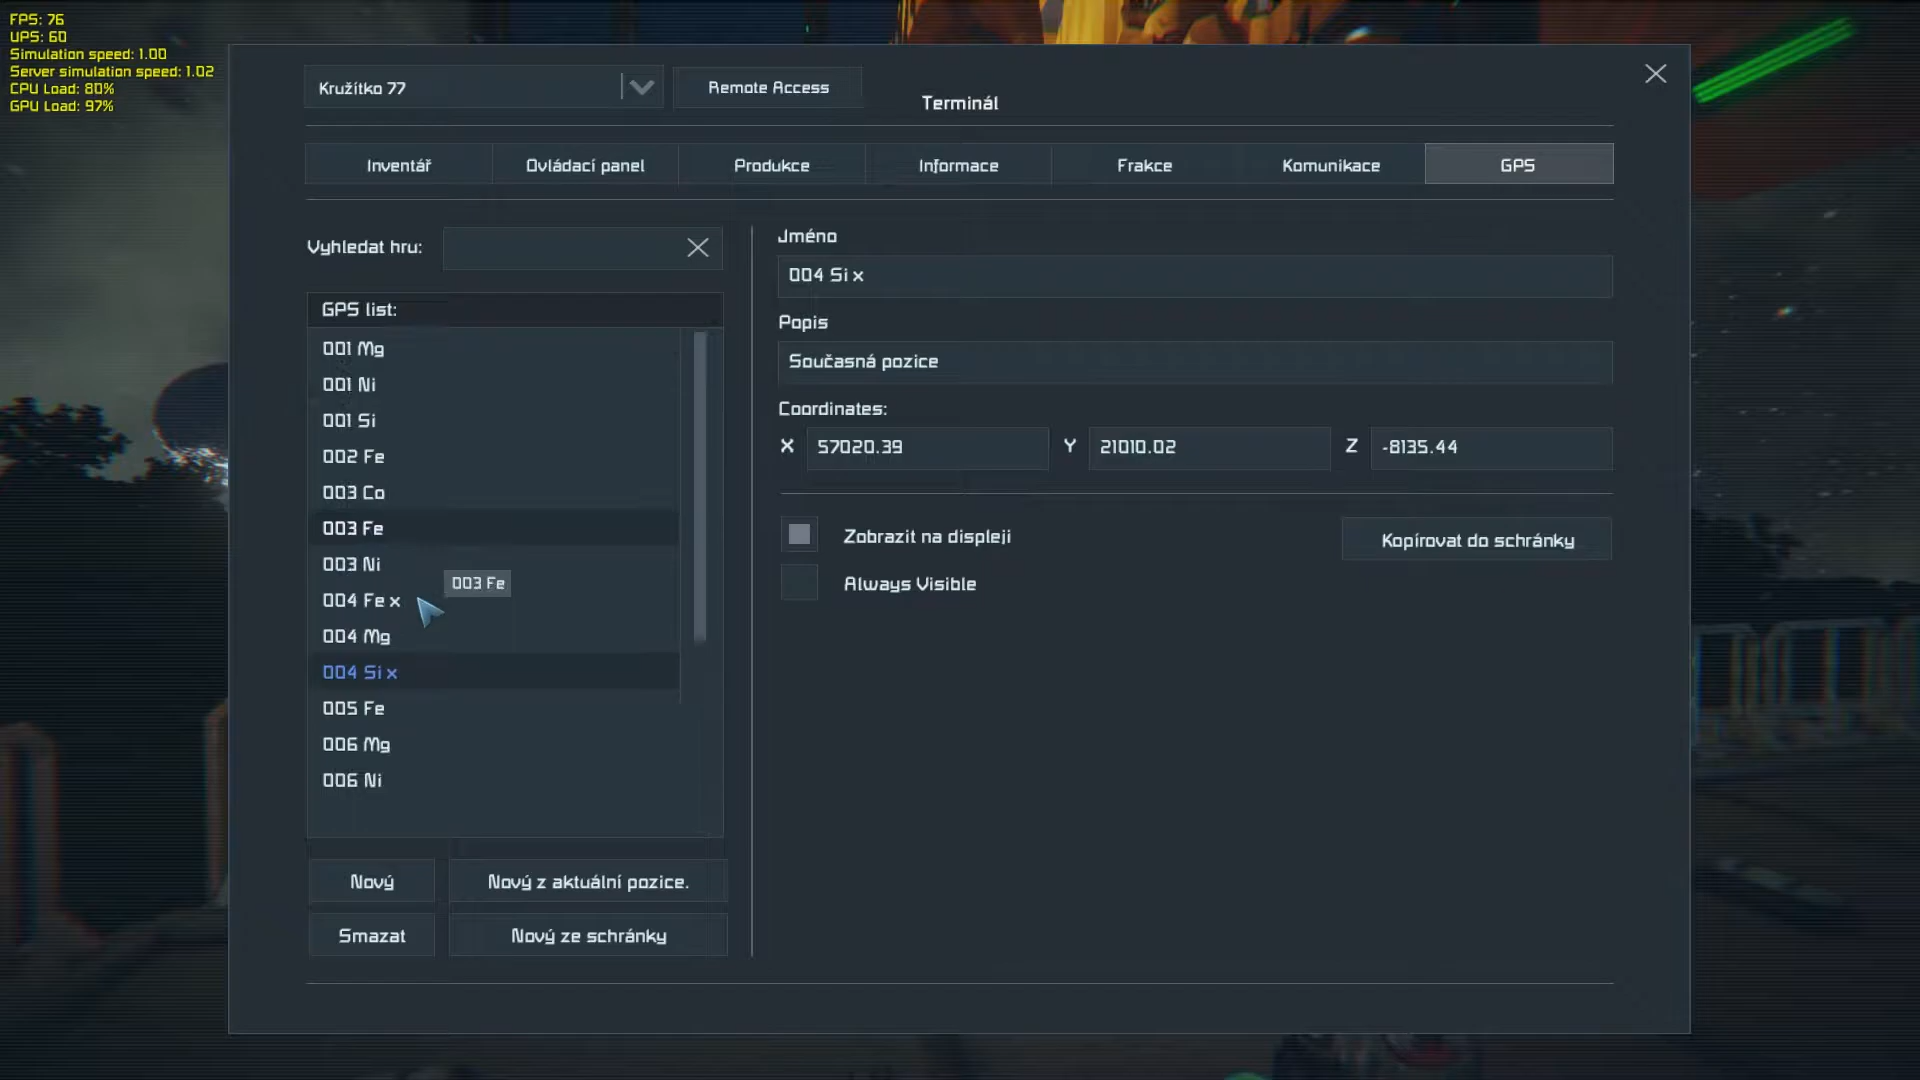 FPS: 76
UPS: 60
Simulation speed: 1.00
Server simulation speed: 1.02
CPU Load: 80%
GPU Load: 97%
Kružítko 77
Remote Access
Terminál
Inventář
Ovládací panel
Produkce
Informace
Frakce
Komunikace
GPS
Vyhledat hru:
GPS list:
001 Mg
001 Ni
001 Si
002 Fe
003 Co
003 Fe
003 Ni
003 Fe
004 Fe x
004 Mg
004 Si x
005 Fe
006 Mg
006 Ni
Nový
Nový z aktuální pozice.
Smazat
Nový ze schránky
Jméno
004 Si x
Popis
Současná pozice
Coordinates:
X 57020.39 Y 21010.02 Z -8135.44
Zobrazit na displeji
Kopírovat do schránky
Always Visible